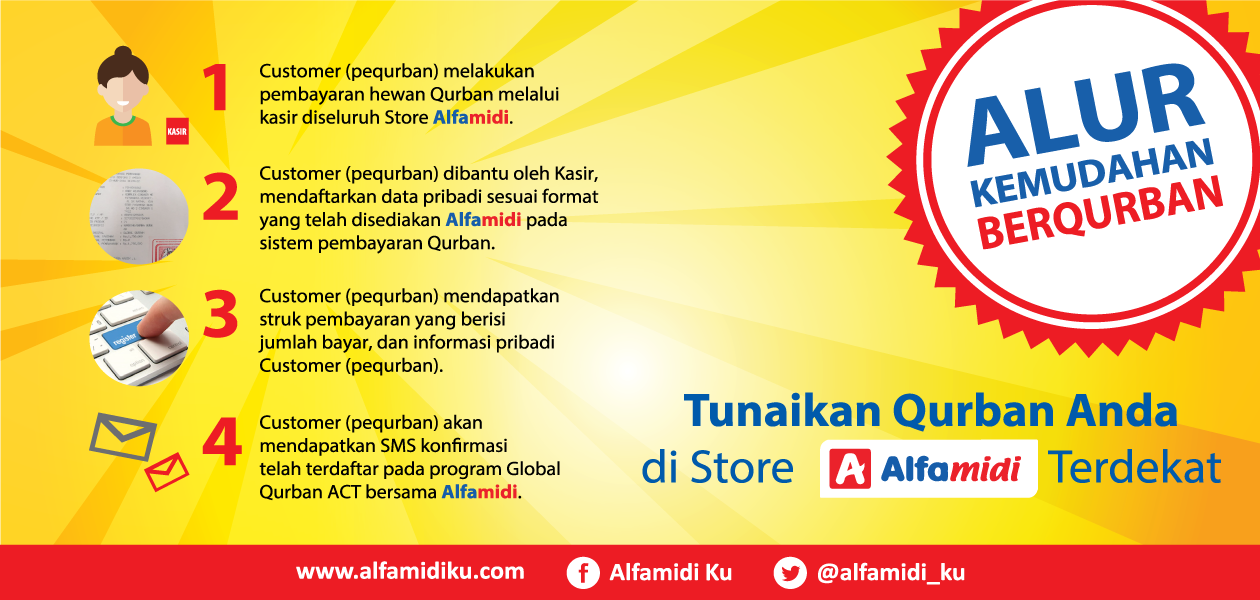 1
Customer (pequrban) melakukan
pembayaran hewan Qurban melalui
kasir diseluruh Store Alfamidi.
KASIR
2
Customer (pequrban) dibantu oleh Kasir,
mendaftarkan data pribadi sesuai format
yang telah disediakan Alfamidi pada
sistem pembayaran Qurban.
3
Customer (pequrban) mendapatkan
struk pembayaran yang berisi
jumlah bayar, dan informasi pribadi
Customer (pequrban).
register
4
Customer (pequrban) akan
mendapatkan SMS konfirmasi
telah terdaftar pada program Global
Qurban ACT bersama Alfamidi.
ALUR
KEMUDAHAN
BERQURBAN
Tunaikan Qurban Anda
di Store Alfamidi Terdekat
www.alfamidiku.com
Alfamidi Ku
@alfamidi_ku